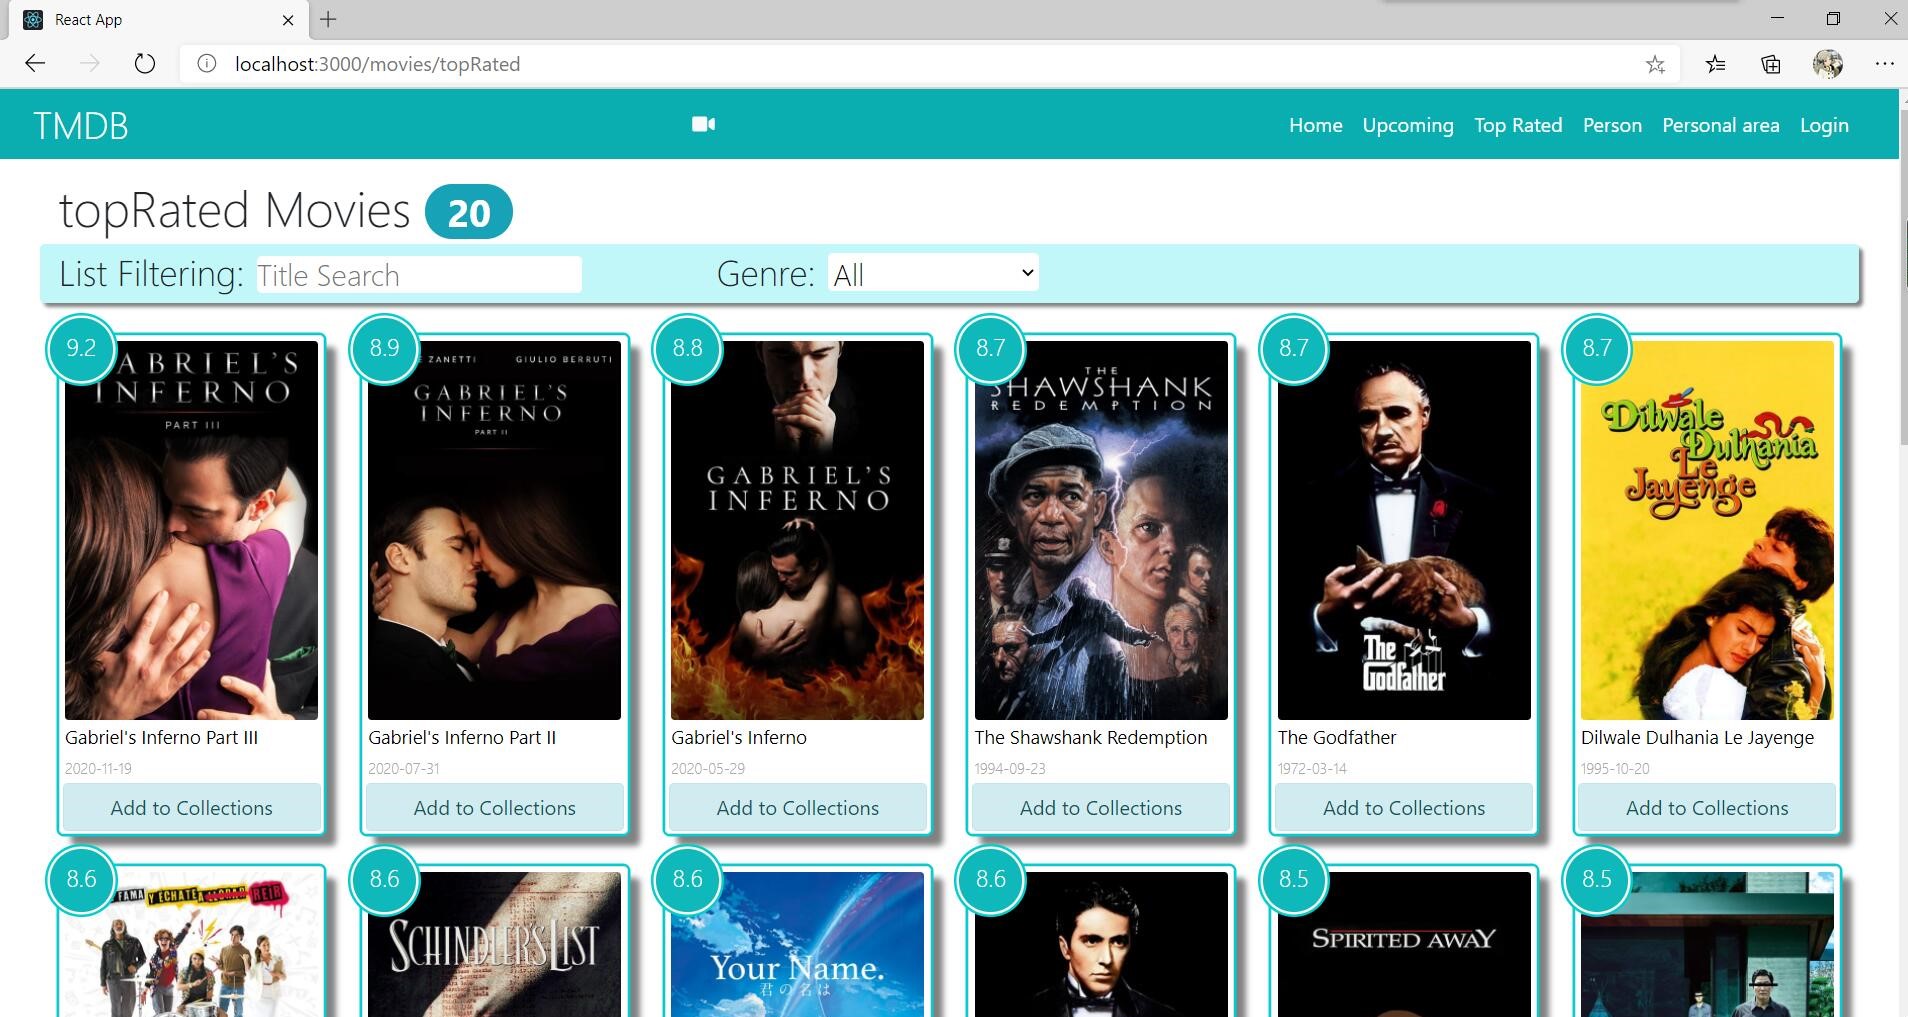 React App
localhost:3000/movies/topRated
TMDB
Home Upcoming Top Rated Person Personal area Login
topRated Movies 20
List Filtering: Title Search Genre: All
9.2
8.9
8.8
8.7
8.7
8.7
ABRIEL'S
INFERNO
PART III
ZANETTI GIULIO BERRUTI
GABRIEL'S
INFERNO
PART II
GABRIEL'S
INFERNO
THE
SHAWSHANK
REDEMPTION
The
Godfather
Dilwale
Dulhania
Le
Jayenge
Gabriel's Inferno Part III
2020-11-19
Add to Collections
Gabriel's Inferno Part II
2020-07-31
Add to Collections
Gabriel's Inferno
2020-05-29
Add to Collections
The Shawshank Redemption
1994-09-23
Add to Collections
The Godfather
1972-03-14
Add to Collections
Dilwale Dulhania Le Jayenge
1995-10-20
Add to Collections
8.6
8.6
8.6
8.6
8.5
8.5
FAMA Y ÉCHATE A LLORAR REIR
SCHINDLER'S LIST
Your Name.
君の名は
SPIRITED AWAY